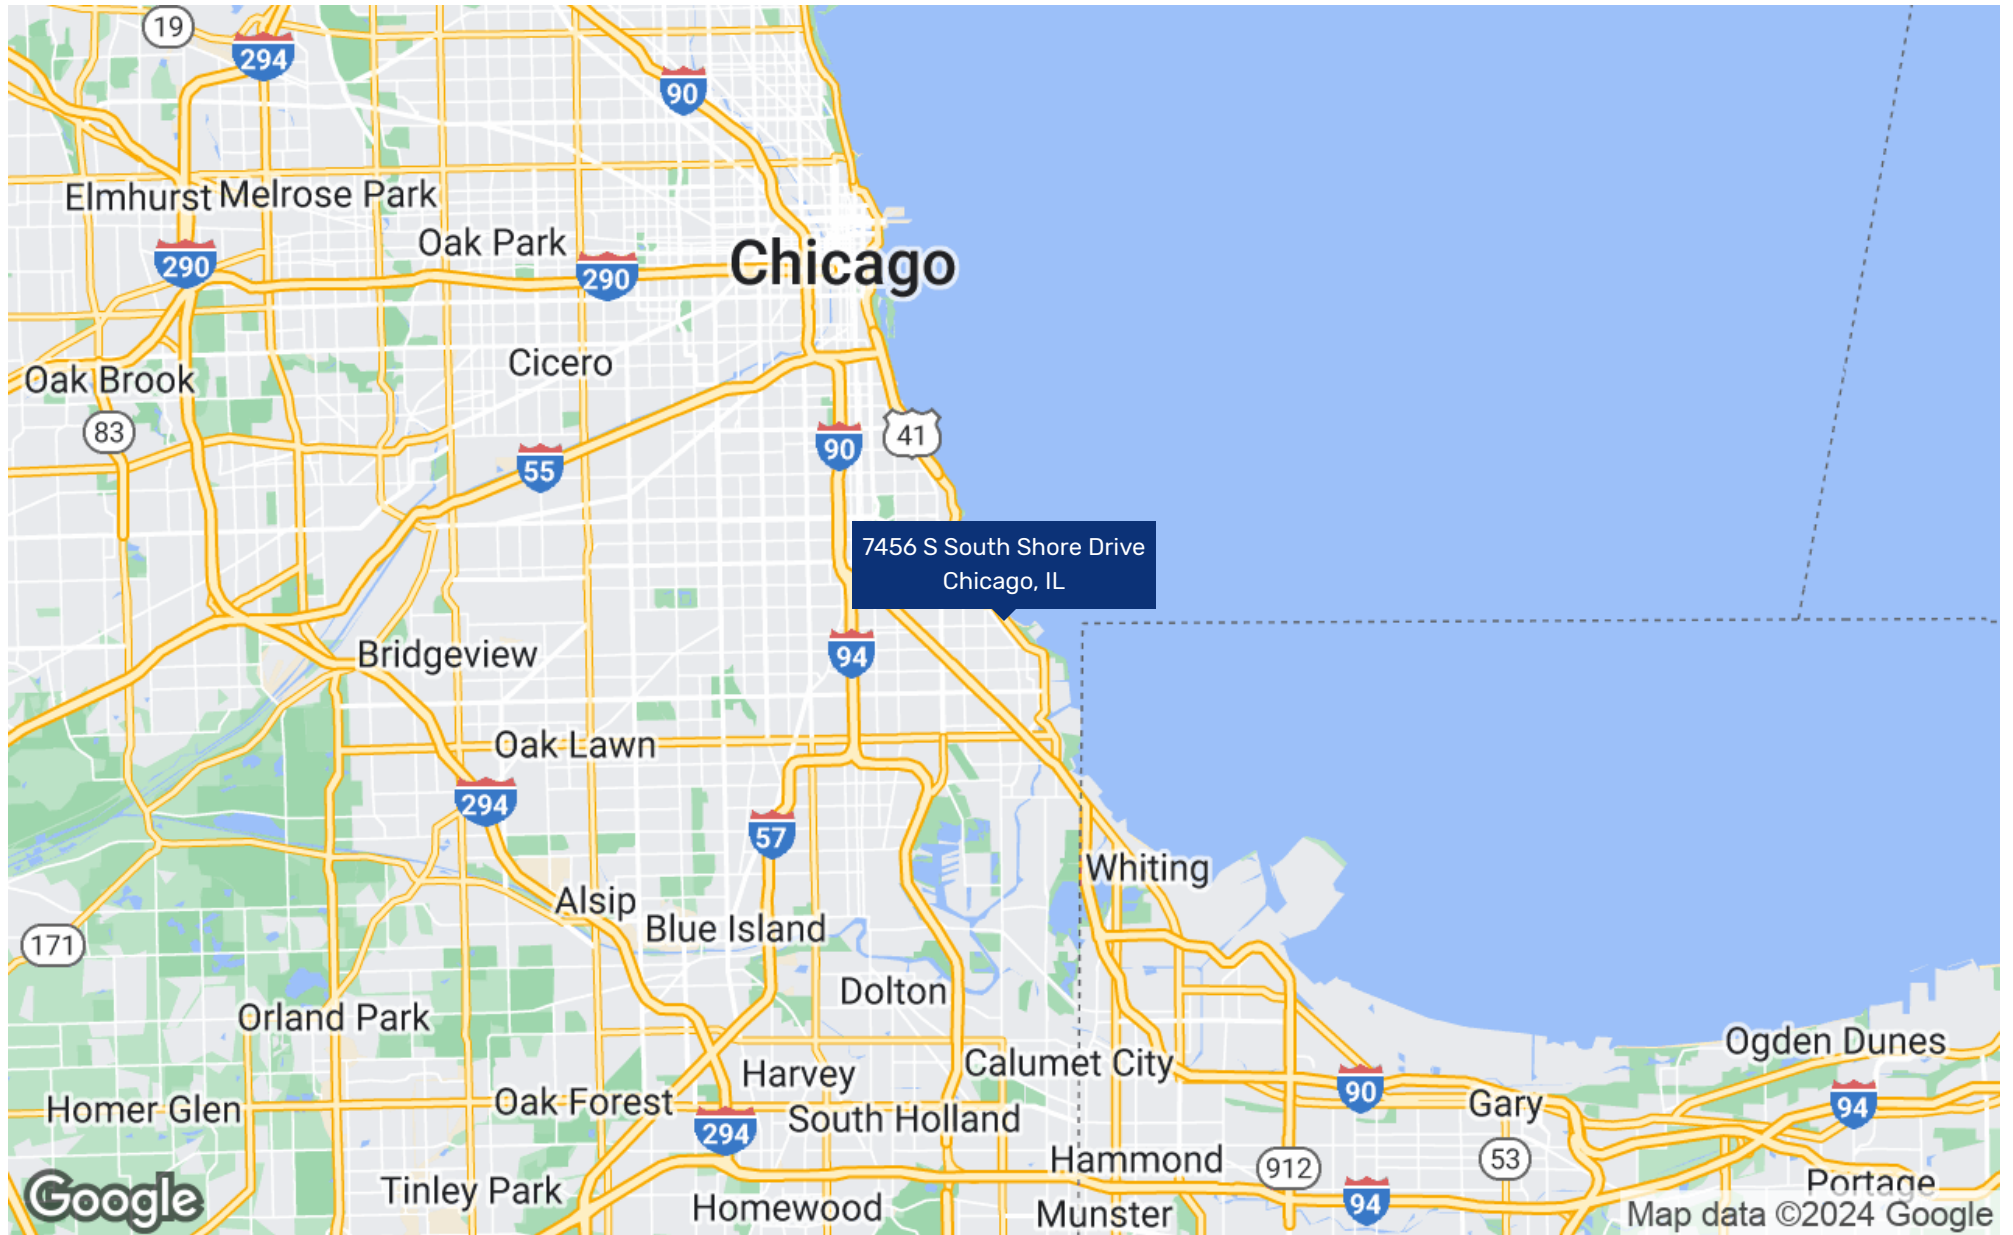 19
294
90
Elmhurst
Melrose Park
Oak Park
Chicago
290
290
Cicero
Oak Brook
83
41
90
55
7456 S South Shore Drive
Chicago, IL
94
Bridgeview
Oak Lawn
294
57
Whiting
Alsip
Blue Island
171
Dolton
Orland Park
Ogden Dunes
Calumet City
Harvey
90
Homer Glen
Oak Forest
Gary
94
South Holland
294
Hammond
912
53
Tinley Park
Portage
94
Google
Homewood
Munster
Map data ©2024 Google